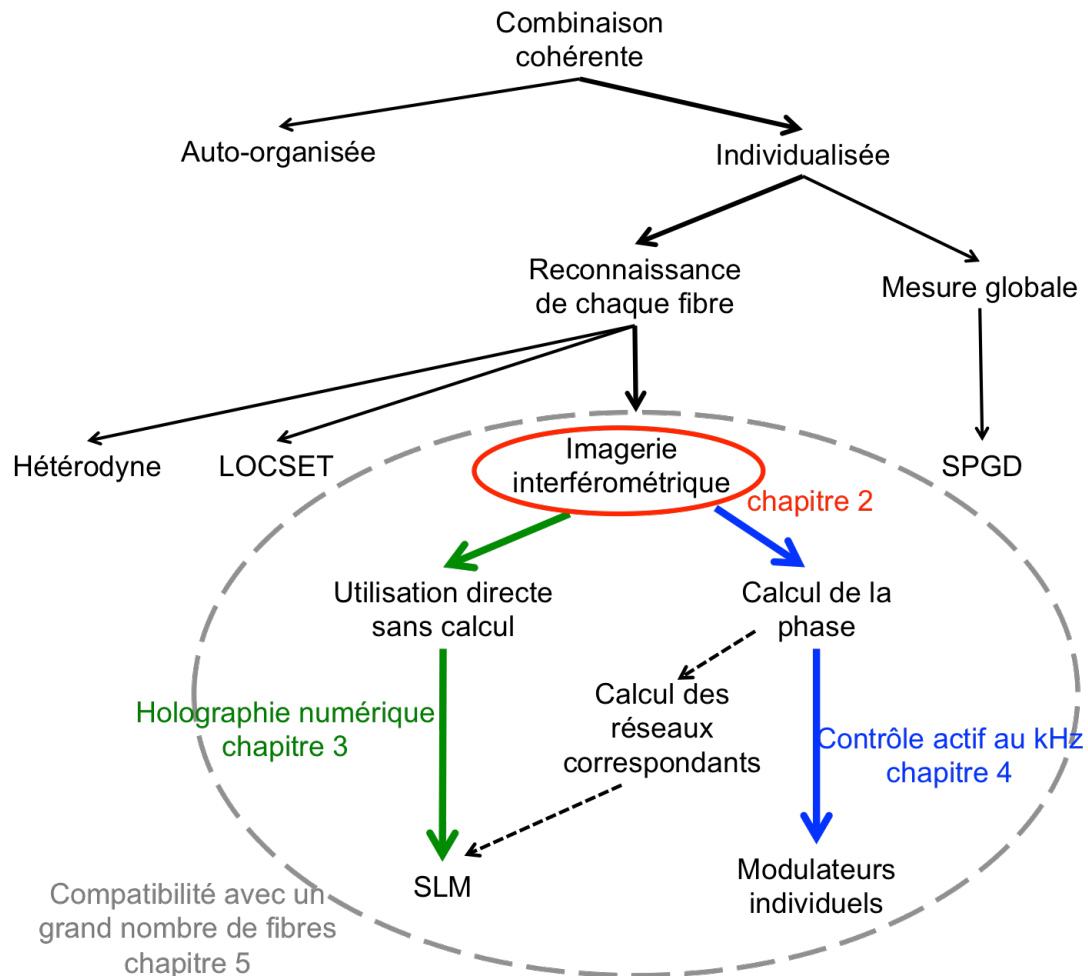 Combinaison
cohérente
Auto-organisée
Individualisée
Reconnaissance
de chaque fibre
Mesure globale
Hétérodyne
LOCSET
Imagerie
interférométrique
SPGD
chapitre 2
Utilisation directe
sans calcul
Calcul de la
phase
Holographie numérique
chapitre 3
Calcul des
réseaux
correspondants
Contrôle actif au kHz
chapitre 4
SLM
Modulateurs
individuels
Compatibilité avec un
grand nombre de fibres
chapitre 5